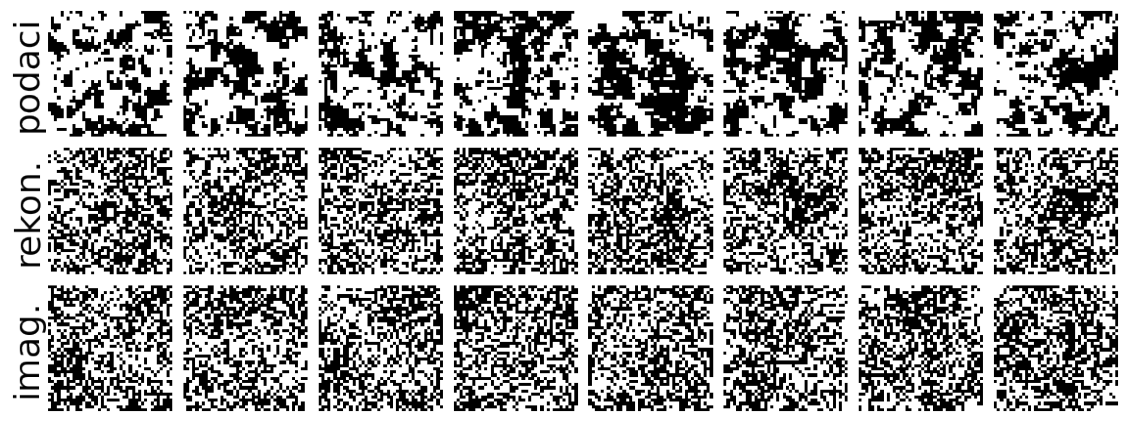 podaci
rekon.
imag.